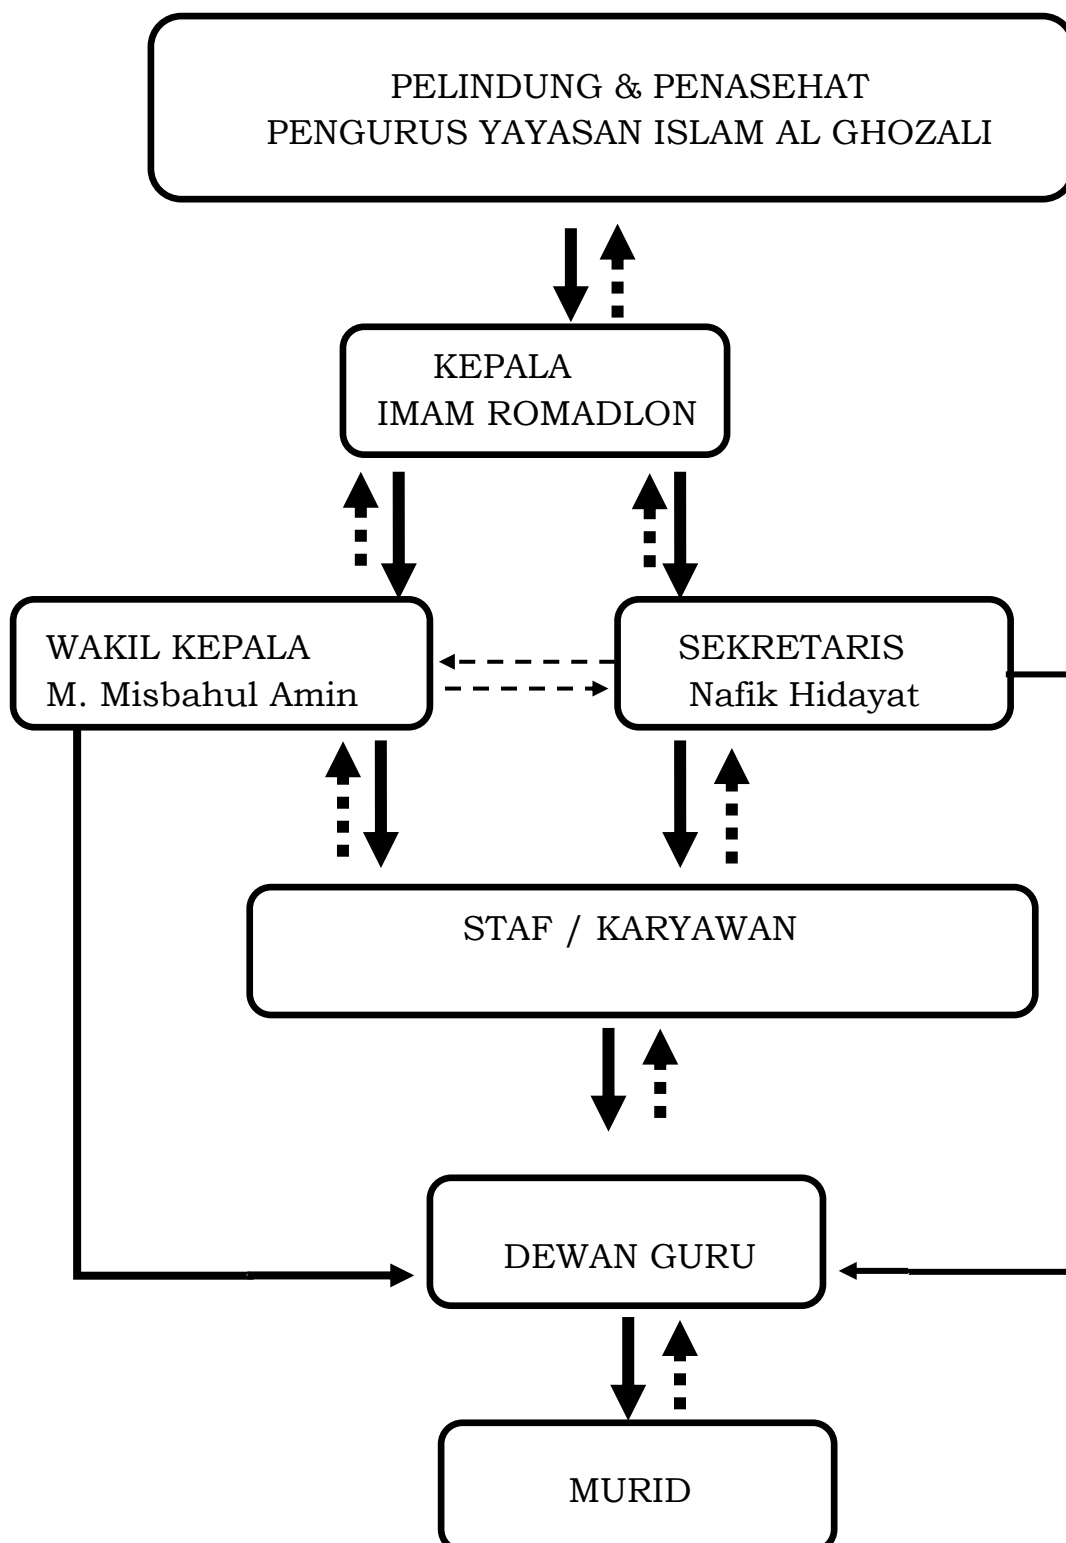 PELINDUNG & PENASEHAT
PENGURUS YAYASAN ISLAM AL GHOZALI
KEPALA
IMAM ROMADLON
WAKIL KEPALA
M. Misbahul Amin
SEKRETARIS
Nafik Hidayat
STAF / KARYAWAN
DEWAN GURU
MURID